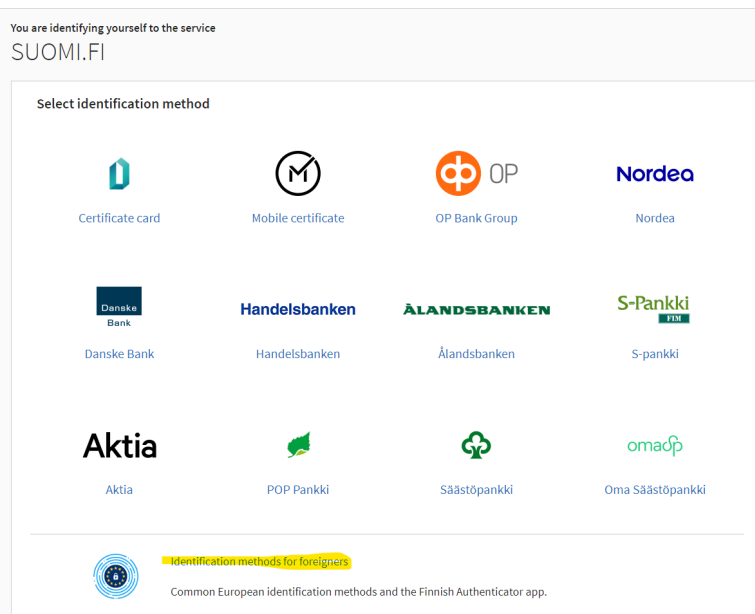 You are identifying yourself to the service
SUOMI.FI
Select identification method
OP
Nordea
Certificate card
Mobile certificate
OP Bank Group
Nordea
Danske
Bank
Handelsbanken
ÅLANDSBANKEN
S-Pankki
FIM
Danske Bank
Handelsbanken
Ålandsbanken
S-pankki
Aktia
omasp
Aktia
POP Pankki
Säästöpankki
Oma Säästöpankki
Identification methods for foreigners
Common European identification methods and the Finnish Authenticator app.